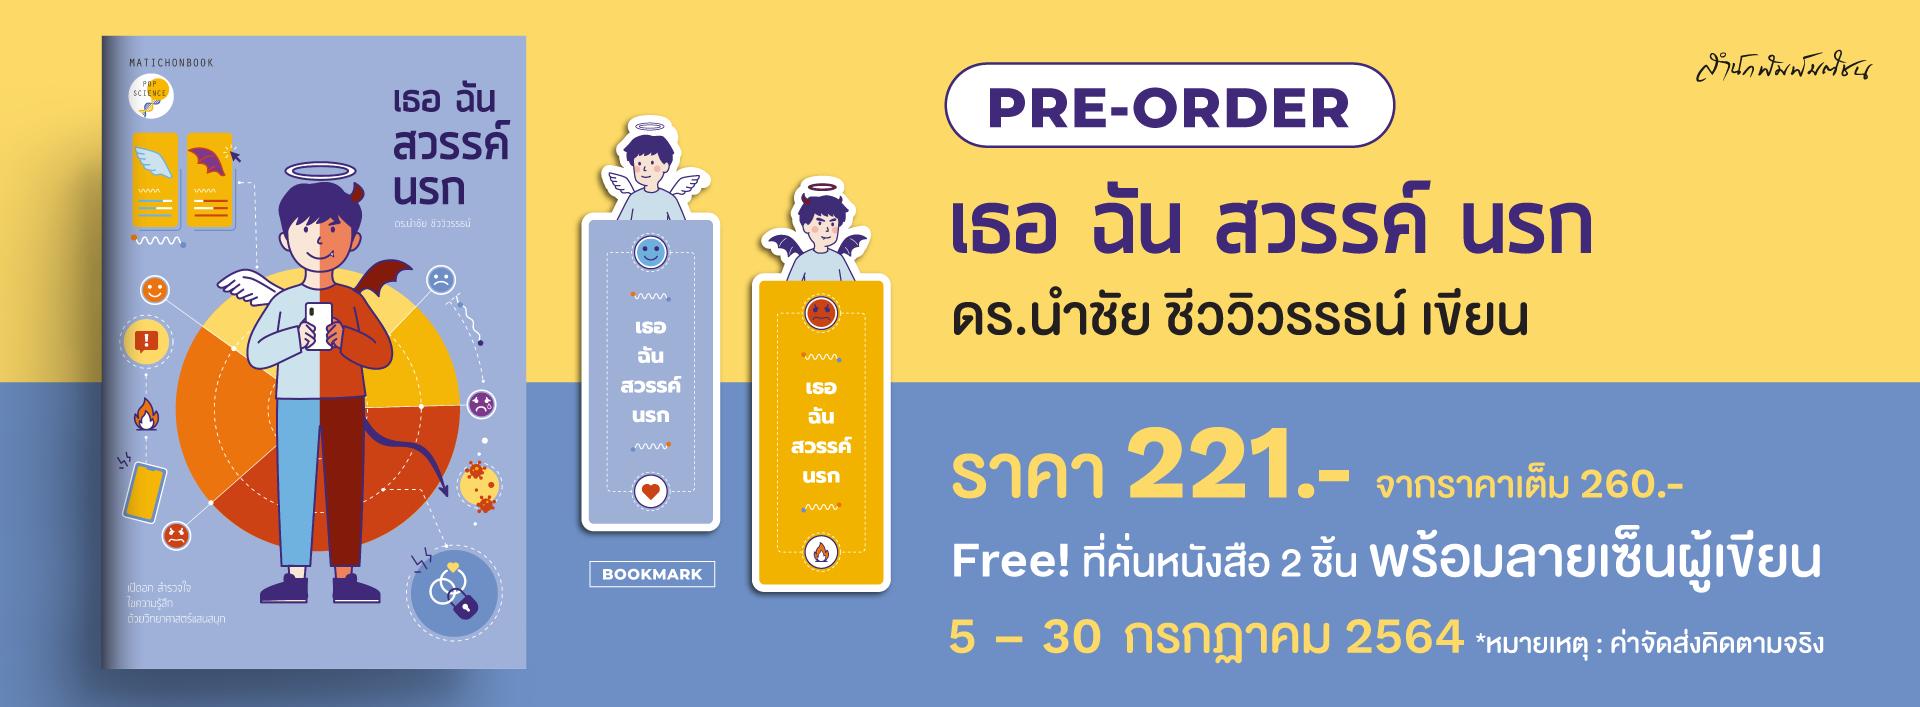 MATICHONBOOK
POP
SCIENCE
เธอ ฉัน
สวรรค์
นรก
ดร.นำชัย ชีววิวรรธน์
เปิดอก สำรวจใจ
ไขความรู้สึก
ด้วยวิทยาศาสตร์แสนสนุก
เธอ
ฉัน
สวรรค์
นรก
BOOKMARK
เธอ
ฉัน
สวรรค์
นรก
สำนักพิมพ์มติชน
PRE-ORDER
เธอ ฉัน สวรรค์ นรก
ดร.นำชัย ชีววิวรรธน์ เขียน
ราคา 221.- จากราคาเต็ม 260.-
Free! ที่คั่นหนังสือ 2 ชิ้น พร้อมลายเซ็นผู้เขียน
5 – 30 กรกฎาคม 2564 *หมายเหตุ : ค่าจัดส่งคิดตามจริง